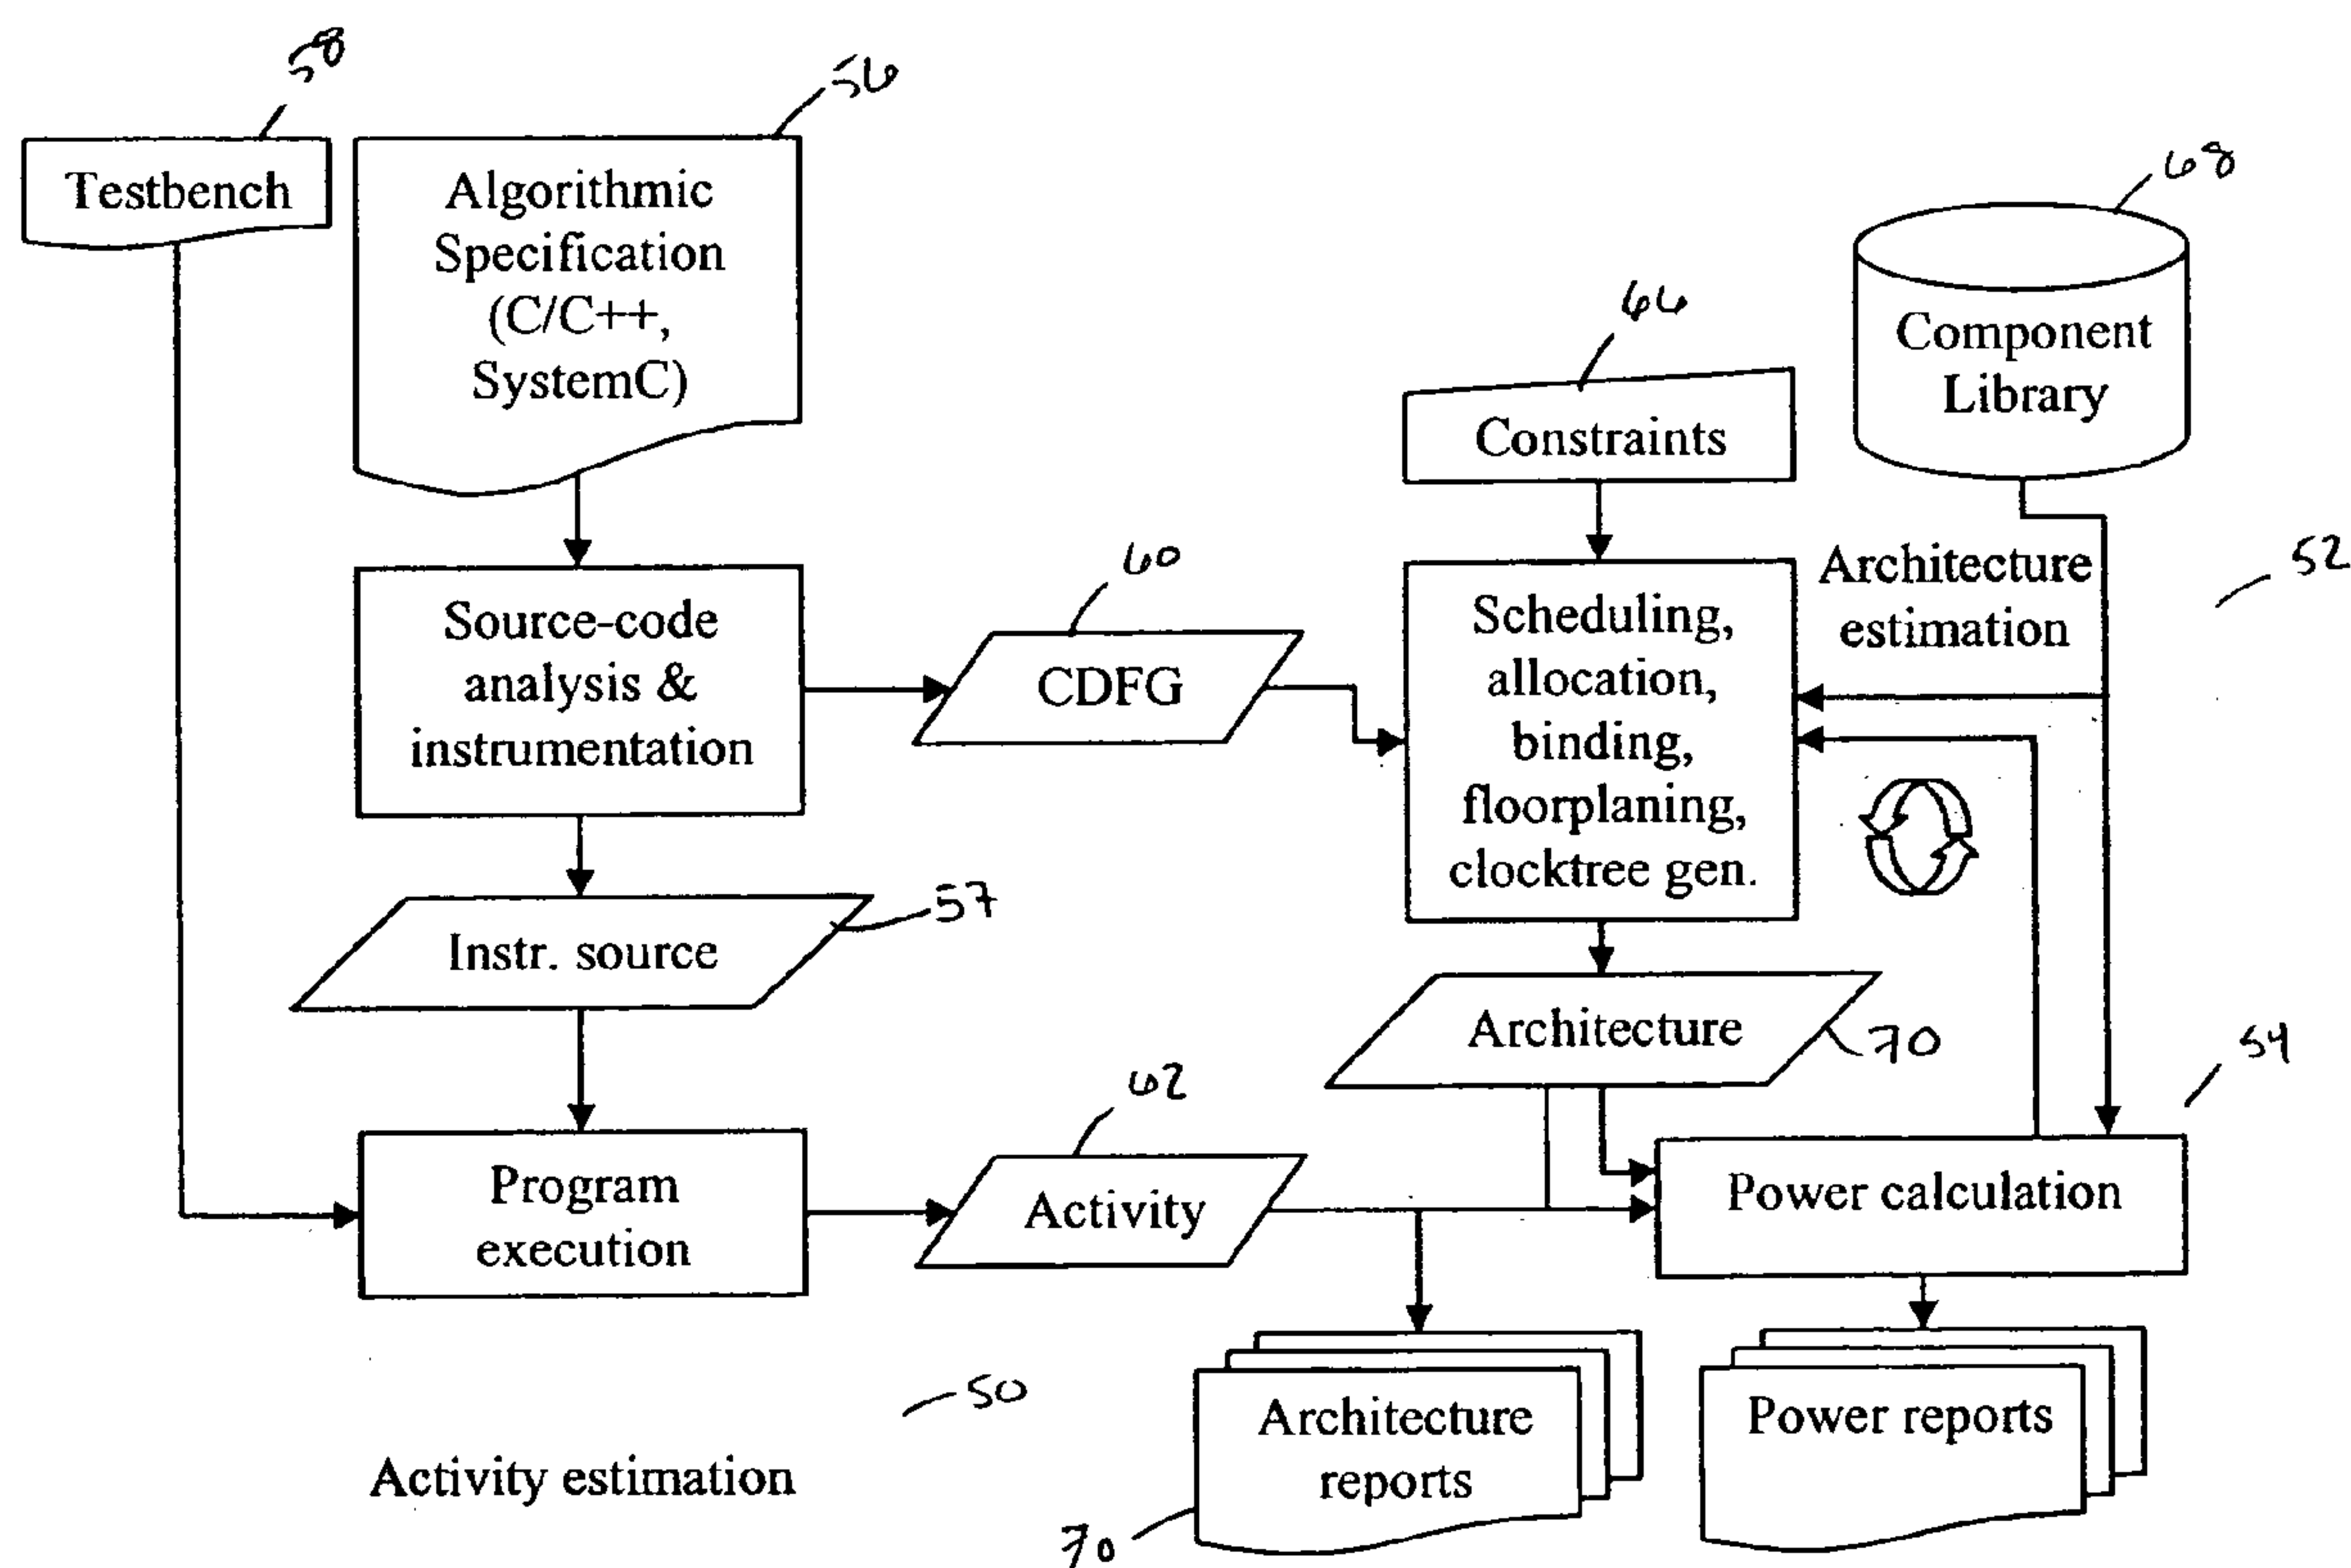 58
56
Testbench
Algorithmic
Specification
(C/C++,
SystemC)
68
Component
Library
66
Constraints
Architecture
estimation
52
Source-code
analysis &
instrumentation
60
CDFG
Scheduling,
allocation,
binding,
floorplaning,
clocktree gen.
57
Instr. source
Architecture
70
54
62
Program
execution
Activity
Power calculation
50
Activity estimation
Architecture
reports
70
Power reports